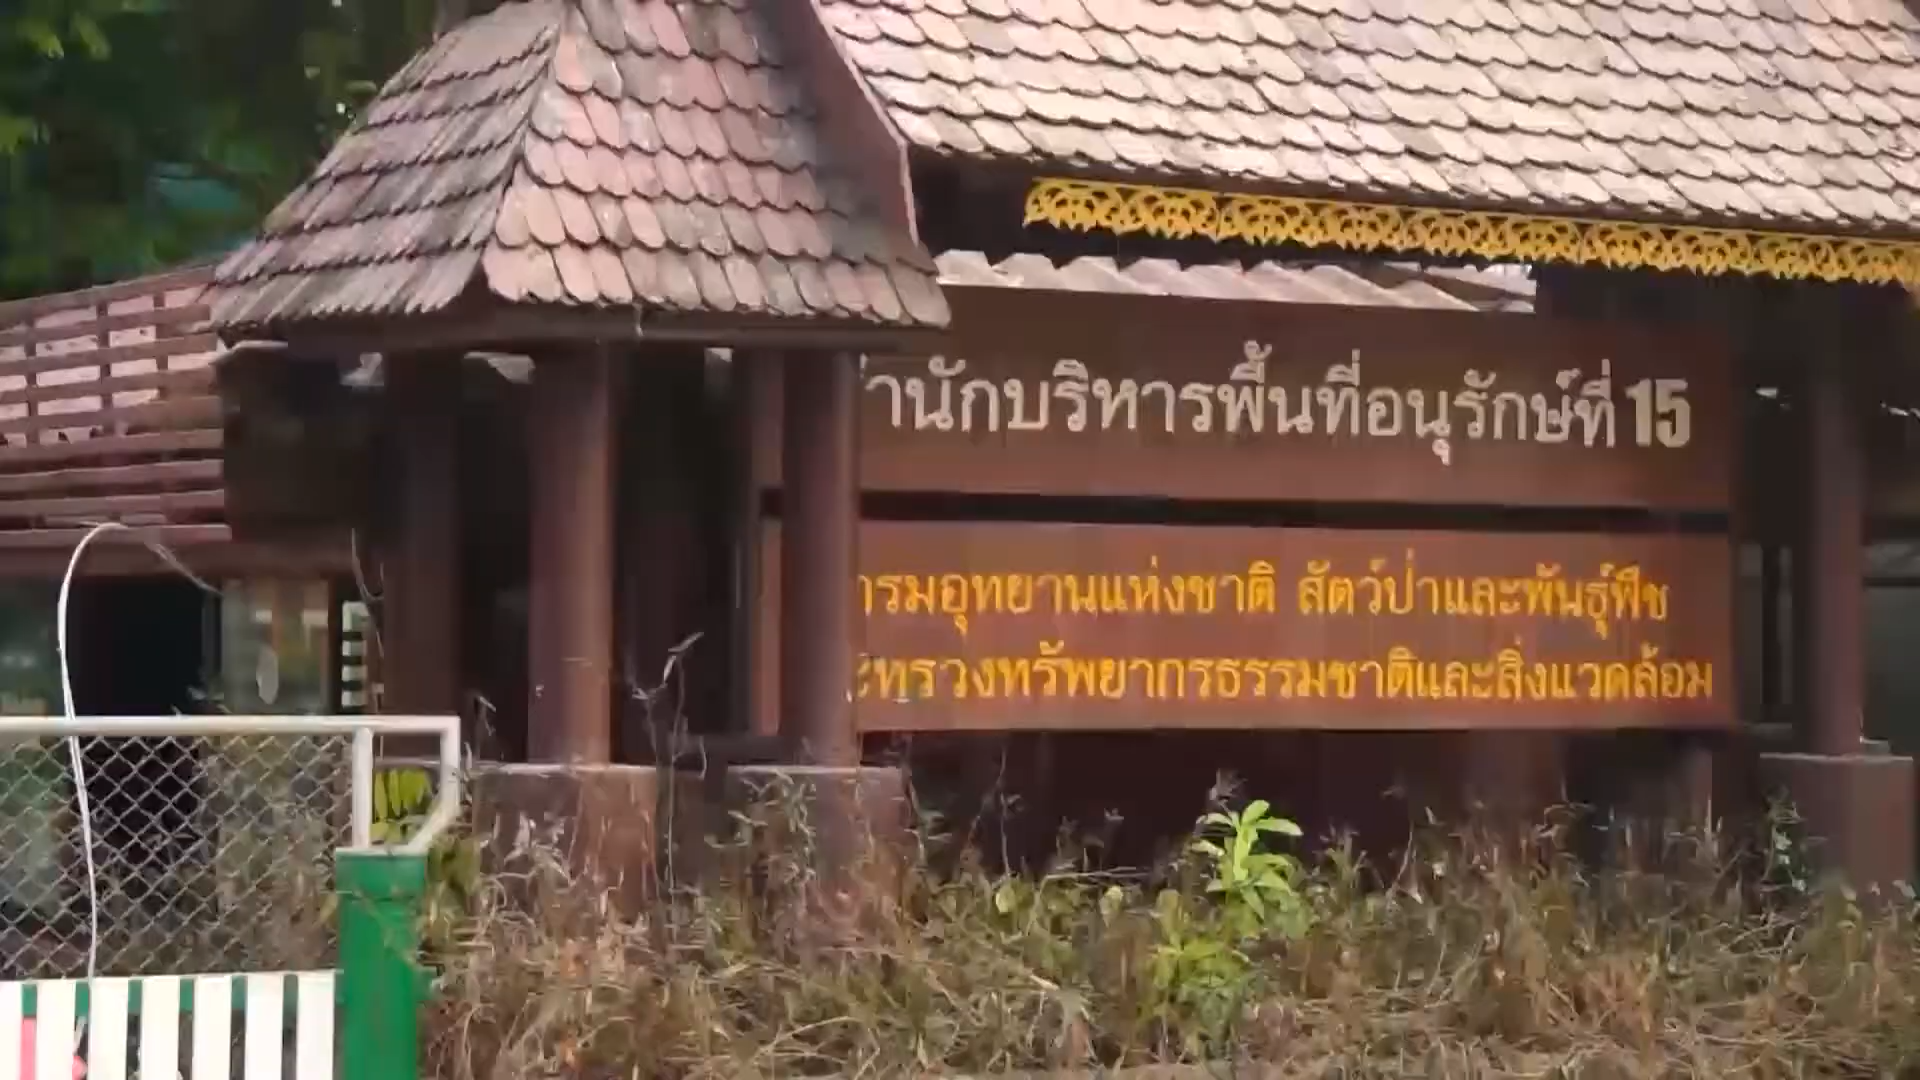 านักบริหารพื้นที่อนุรักษ์ที่ 15
กรมอุทยานแห่งชาติ สัตว์ป่าและพันธุ์พืช
ะทรวงทรัพยากรธรรมชาติและสิ่งแวดล้อม